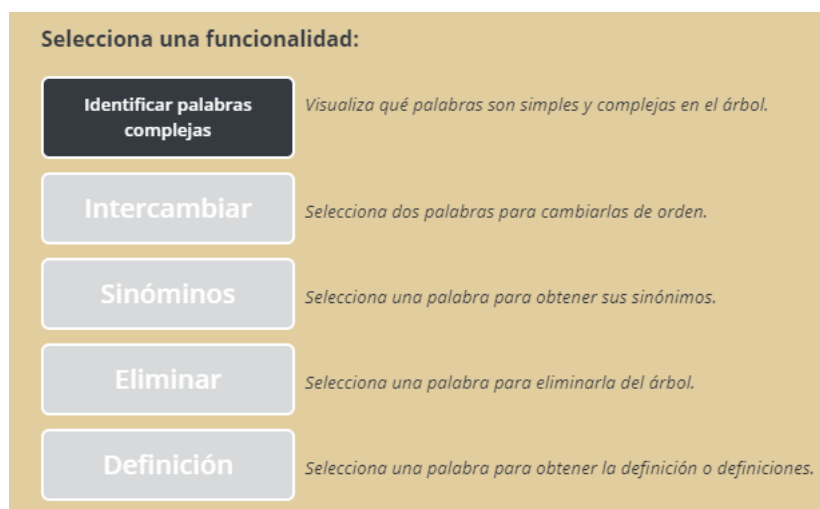 Selecciona una funcionalidad:
Identificar palabras
complejas
Visualiza qué palabras son simples y complejas en el árbol.
Intercambiar
Selecciona dos palabras para cambiarlas de orden.
Sinóminos
Selecciona una palabra para obtener sus sinónimos.
Eliminar
Selecciona una palabra para eliminarla del árbol.
Definición
Selecciona una palabra para obtener la definición o definiciones.